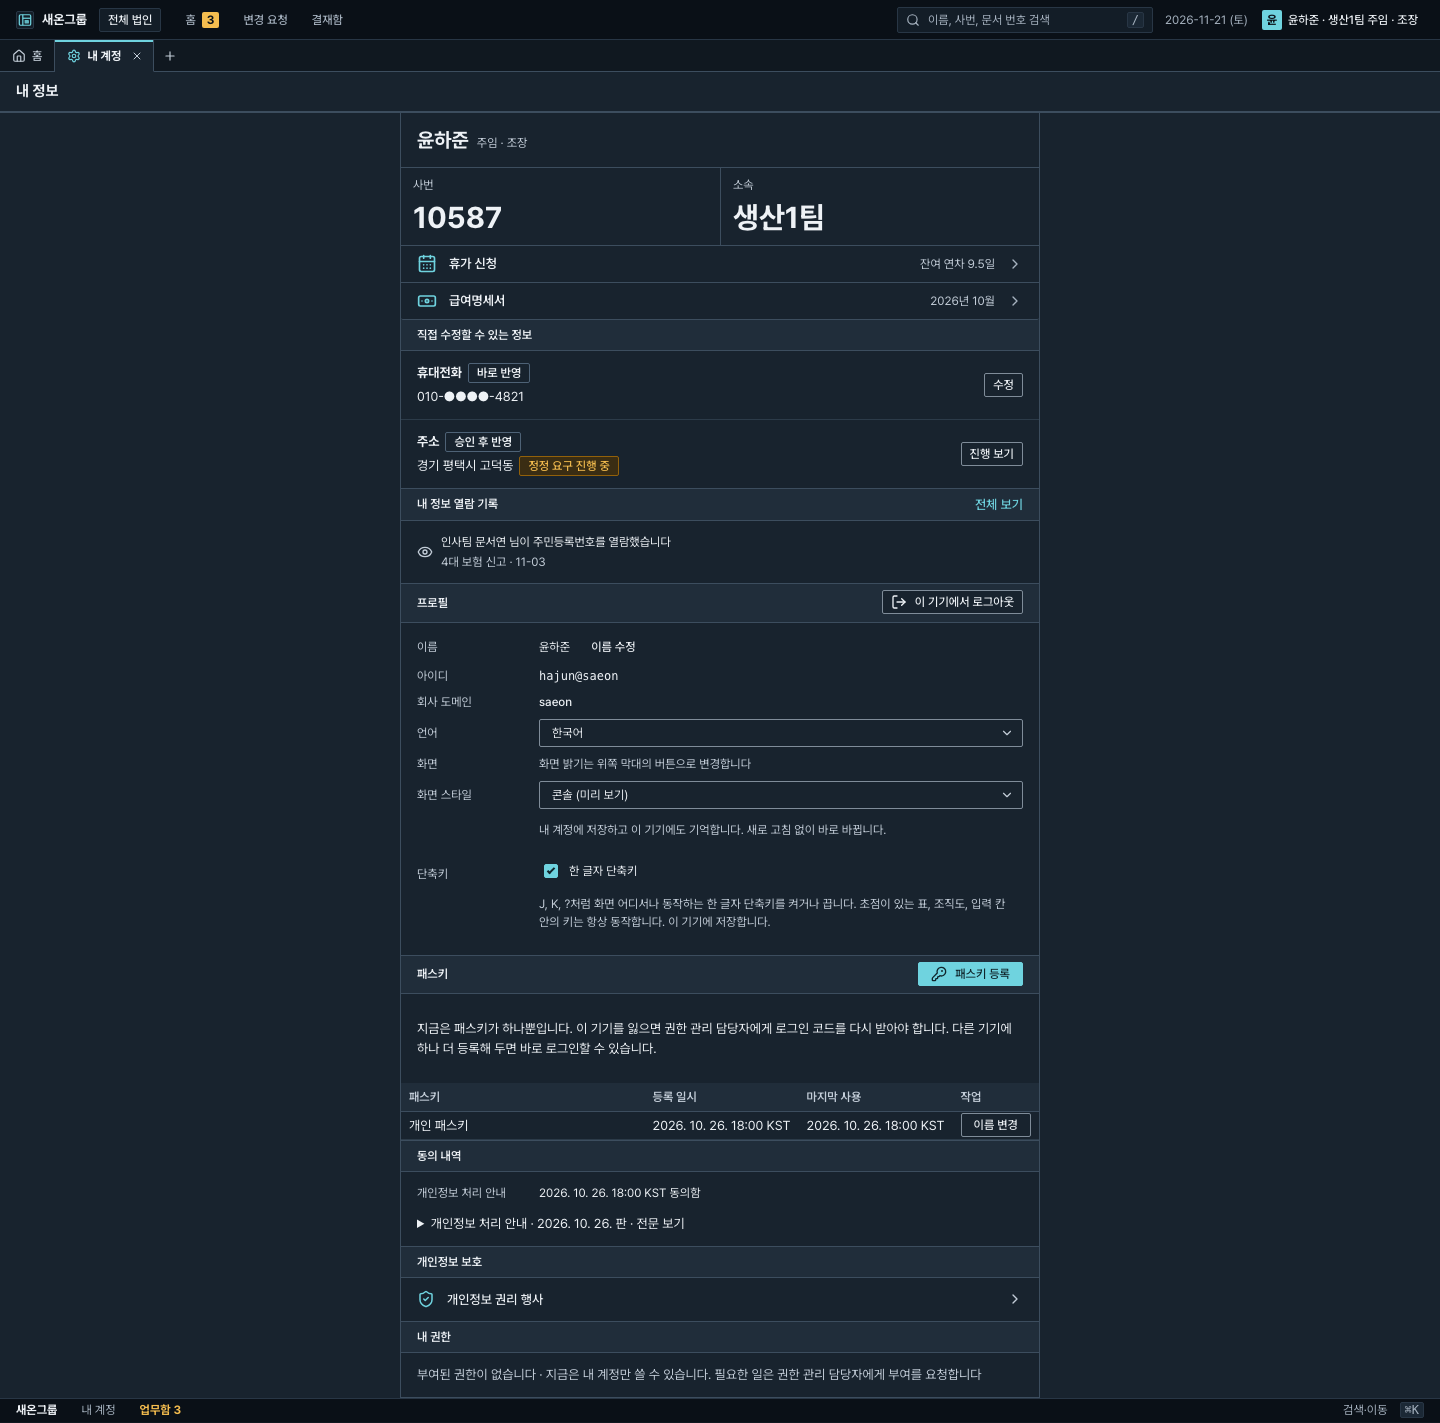 새온그룹 전체 법인 홈 3 변경 요청 결재함 이름, 사번, 문서 번호 검색 / 2026-11-21 (토) 윤 윤하준 · 생산1팀 주임 · 조장
홈 내 계정
내 정보
윤하준 주임 · 조장
사번 소속
10587 생산1팀
휴가 신청 잔여 연차 9.5일
급여명세서 2026년 10월
직접 수정할 수 있는 정보
휴대전화 바로 반영
010-●●●●-4821 수정
주소 승인 후 반영
경기 평택시 고덕동 정정 요구 진행 중 진행 보기
내 정보 열람 기록 전체 보기
인사팀 문서연 님이 주민등록번호를 열람했습니다
4대 보험 신고 · 11-03
프로필 이 기기에서 로그아웃
이름 윤하준 이름 수정
아이디 hajun@saeon
회사 도메인 saeon
언어 한국어
화면 화면 밝기는 위쪽 막대의 버튼으로 변경합니다
화면 스타일 콘솔 (미리 보기)
내 계정에 저장하고 이 기기에도 기억합니다. 새로 고침 없이 바로 바뀝니다.
단축키 한 글자 단축키
J, K, ?처럼 화면 어디서나 동작하는 한 글자 단축키를 켜거나 끕니다. 초점이 있는 표, 조직도, 입력 칸
안의 키는 항상 동작합니다. 이 기기에 저장합니다.
패스키 패스키 등록
지금은 패스키가 하나뿐입니다. 이 기기를 잃으면 권한 관리 담당자에게 로그인 코드를 다시 받아야 합니다. 다른 기기에
하나 더 등록해 두면 바로 로그인할 수 있습니다.
패스키 등록 일시 마지막 사용 작업
개인 패스키 2026. 10. 26. 18:00 KST 2026. 10. 26. 18:00 KST 이름 변경
동의 내역
개인정보 처리 안내 2026. 10. 26. 18:00 KST 동의함
개인정보 처리 안내 · 2026. 10. 26. 판 · 전문 보기
개인정보 보호
개인정보 권리 행사
내 권한
부여된 권한이 없습니다 · 지금은 내 계정만 쓸 수 있습니다. 필요한 일은 권한 관리 담당자에게 부여를 요청합니다
새온그룹 내 계정 업무함 3 검색·이동 ⌘K